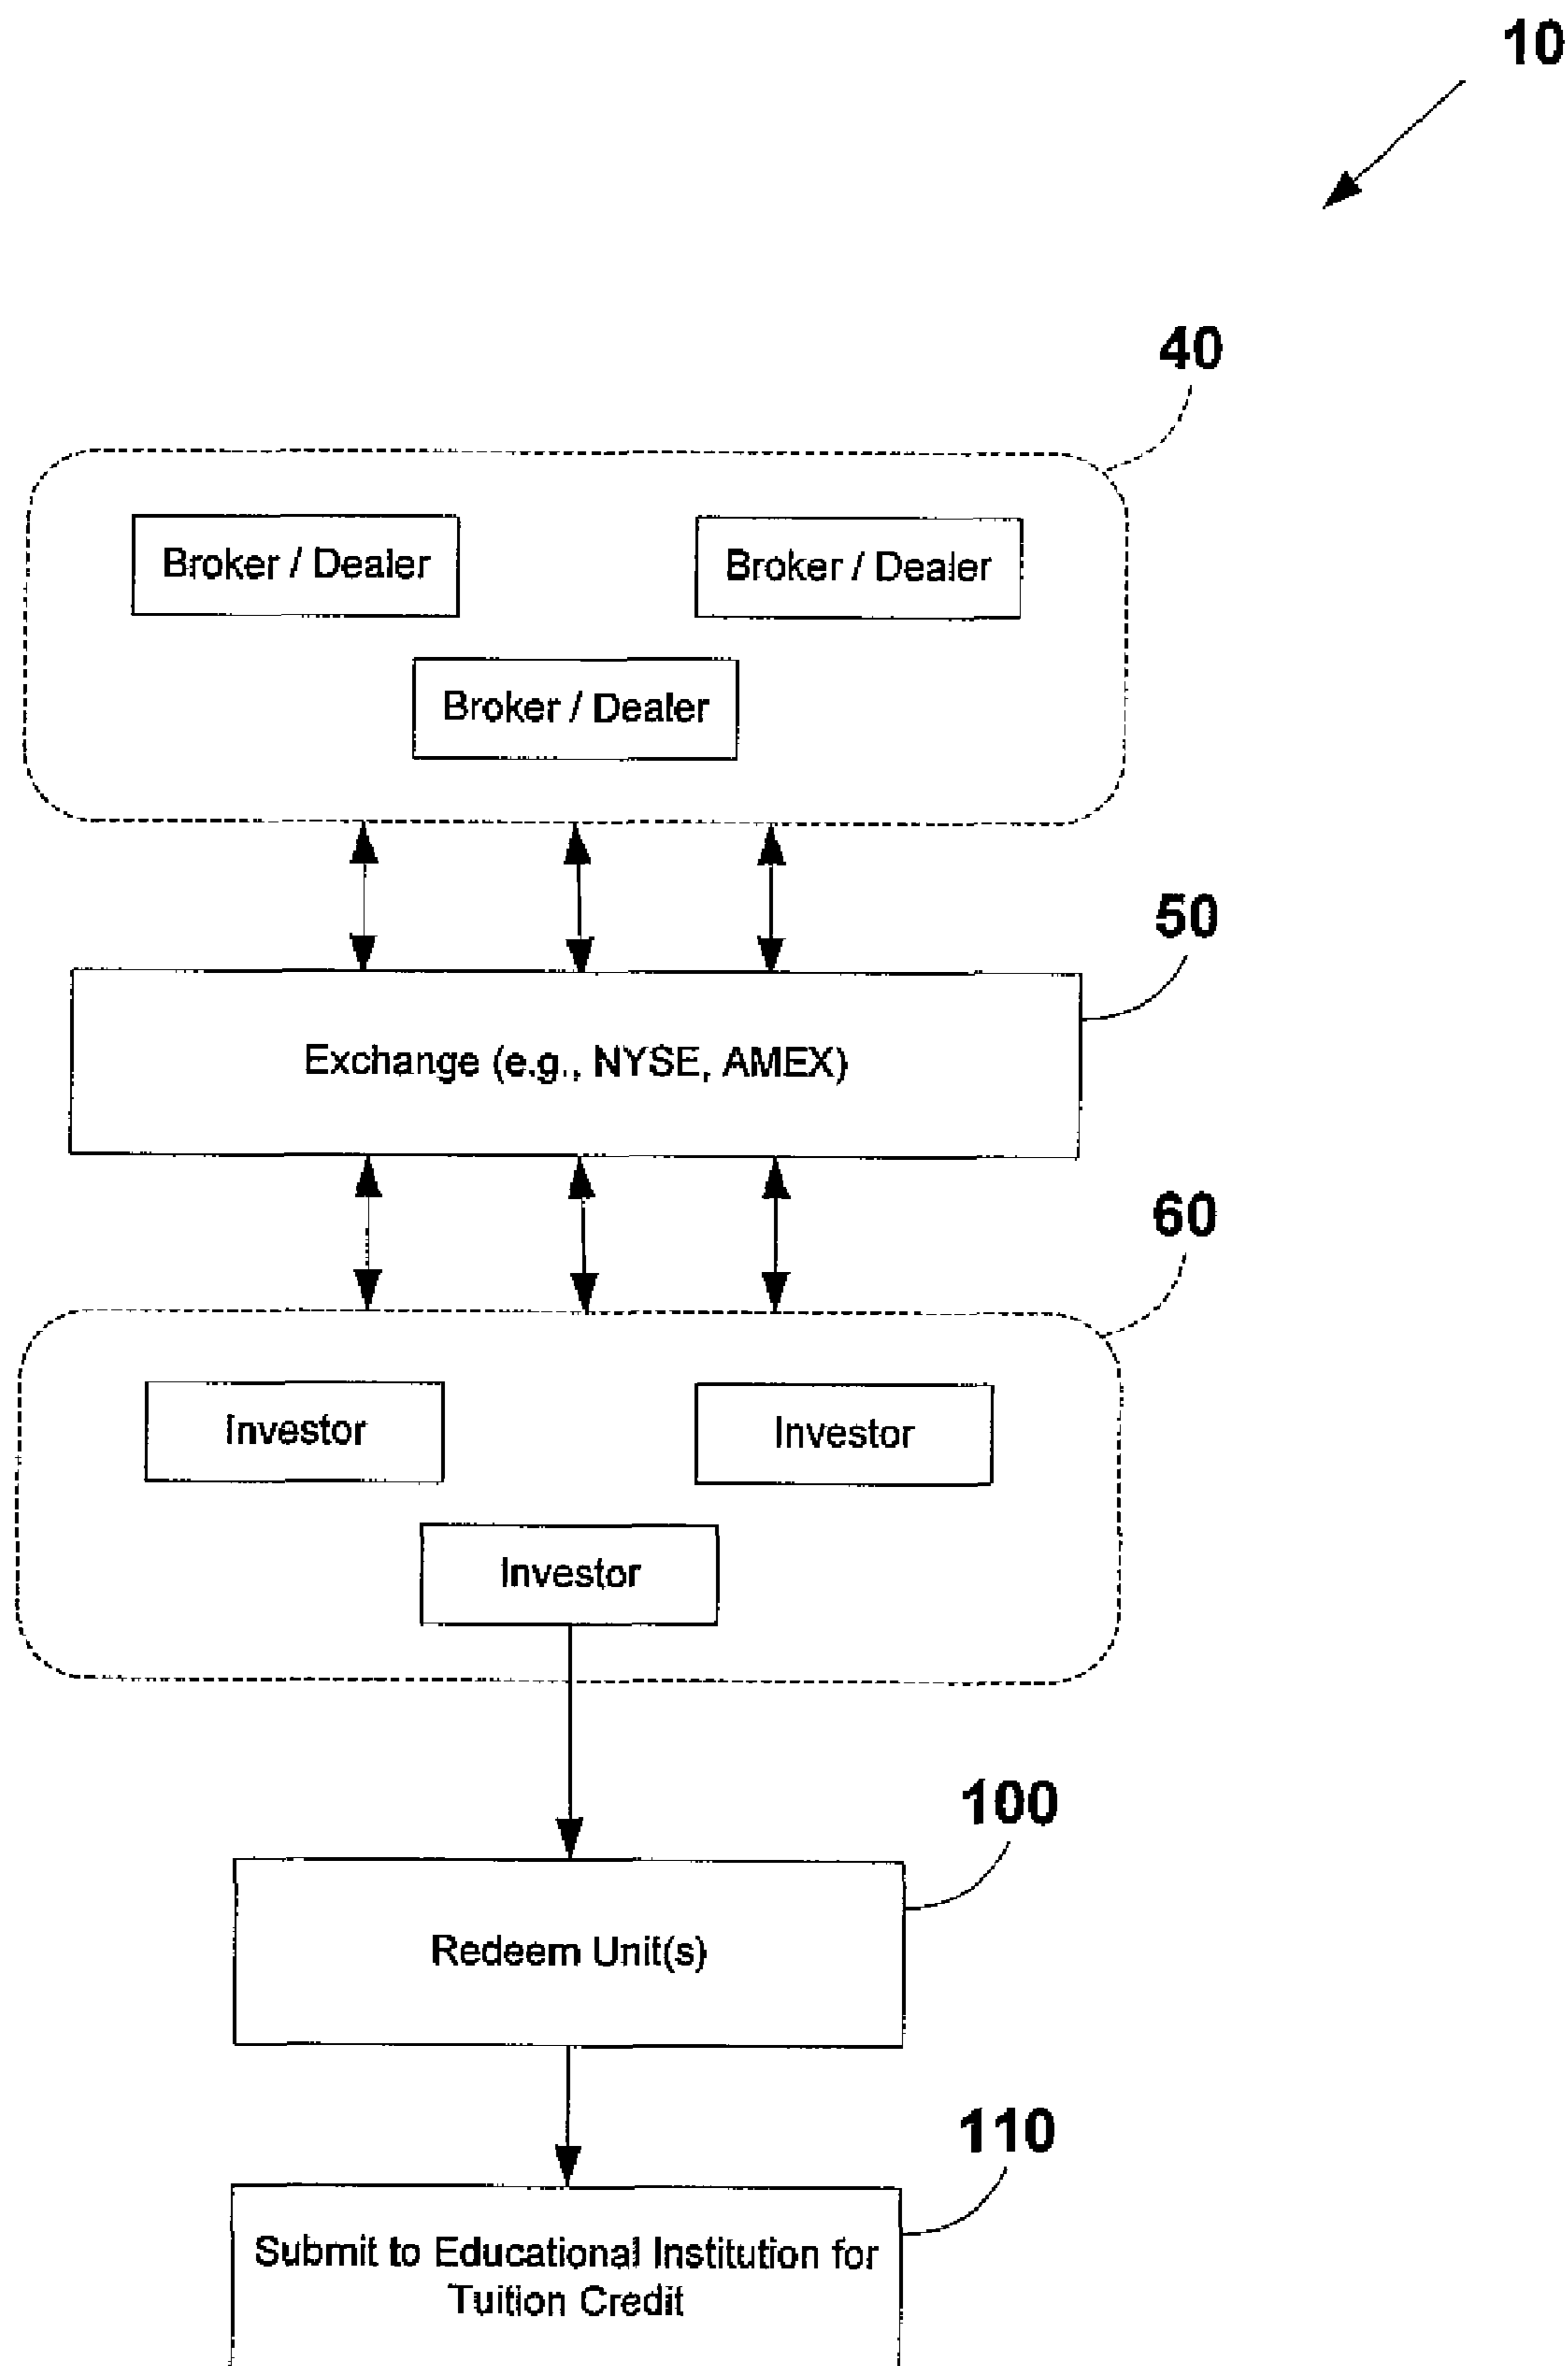 10
40
Broker / Dealer
Broker / Dealer
Broker / Dealer
50
Exchange (e.g., NYSE, AMEX)
60
Investor
Investor
Investor
100
Redeem Unit(s)
110
Submit to Educational Institution for
Tuition Credit